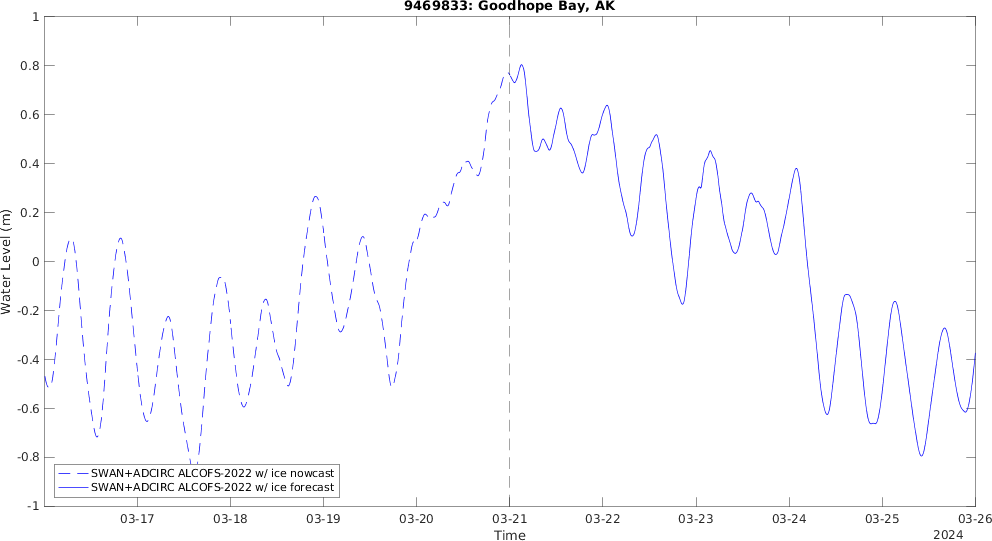 9469833: Goodhope Bay, AK
1
0.8
0.6
0.4
0.2
0
-0.2
-0.4
-0.6
-0.8
-1
Water Level (m)
SWAN+ADCIRC ALCOFS-2022 w/ ice nowcast
SWAN+ADCIRC ALCOFS-2022 w/ ice forecast
03-17 03-18 03-19 03-20 03-21 03-22 03-23 03-24 03-25 03-26
Time
2024